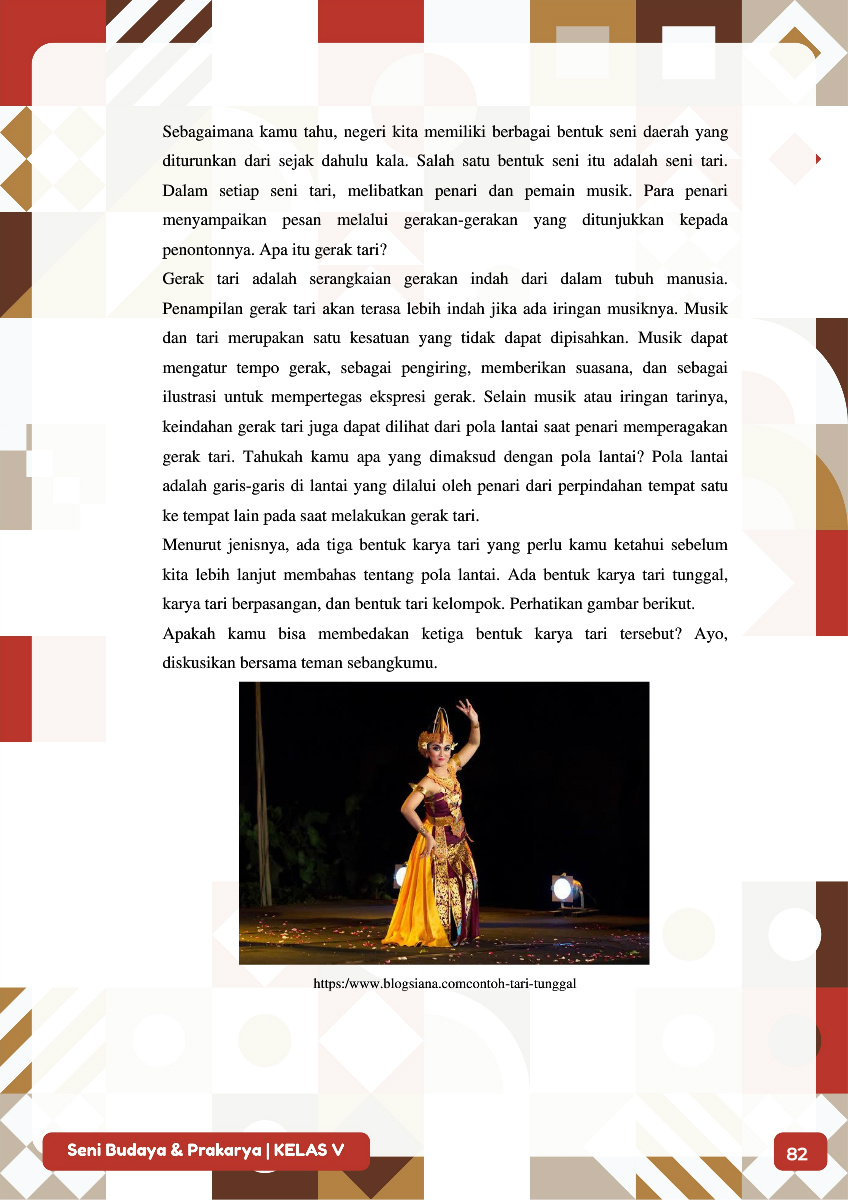 Sebagaimana kamu tahu, negeri kita memiliki berbagai bentuk seni daerah yang
diturunkan dari sejak dahulu kala. Salah satu bentuk seni itu adalah seni tari.
Dalam setiap seni tari, melibatkan penari dan pemain musik. Para penari
menyampaikan pesan melalui gerakan-gerakan yang ditunjukkan kepada
penontonnya. Apa itu gerak tari?
Gerak tari adalah serangkaian gerakan indah dari dalam tubuh manusia.
Penampilan gerak tari akan terasa lebih indah jika ada iringan musiknya. Musik
dan tari merupakan satu kesatuan yang tidak dapat dipisahkan. Musik dapat
mengatur tempo gerak, sebagai pengiring, memberikan suasana, dan sebagai
ilustrasi untuk mempertegas ekspresi gerak. Selain musik atau iringan tarinya,
keindahan gerak tari juga dapat dilihat dari pola lantai saat penari memperagakan
gerak tari. Tahukah kamu apa yang dimaksud dengan pola lantai? Pola lantai
adalah garis-garis di lantai yang dilalui oleh penari dari perpindahan tempat satu
ke tempat lain pada saat melakukan gerak tari.
Menurut jenisnya, ada tiga bentuk karya tari yang perlu kamu ketahui sebelum
kita lebih lanjut membahas tentang pola lantai. Ada bentuk karya tari tunggal,
karya tari berpasangan, dan bentuk tari kelompok. Perhatikan gambar berikut.
Apakah kamu bisa membedakan ketiga bentuk karya tari tersebut? Ayo,
diskusikan bersama teman sebangkumu.
https:/www.blogsiana.comcontoh-tari-tunggal
Seni Budaya & Prakarya | KELAS V
82